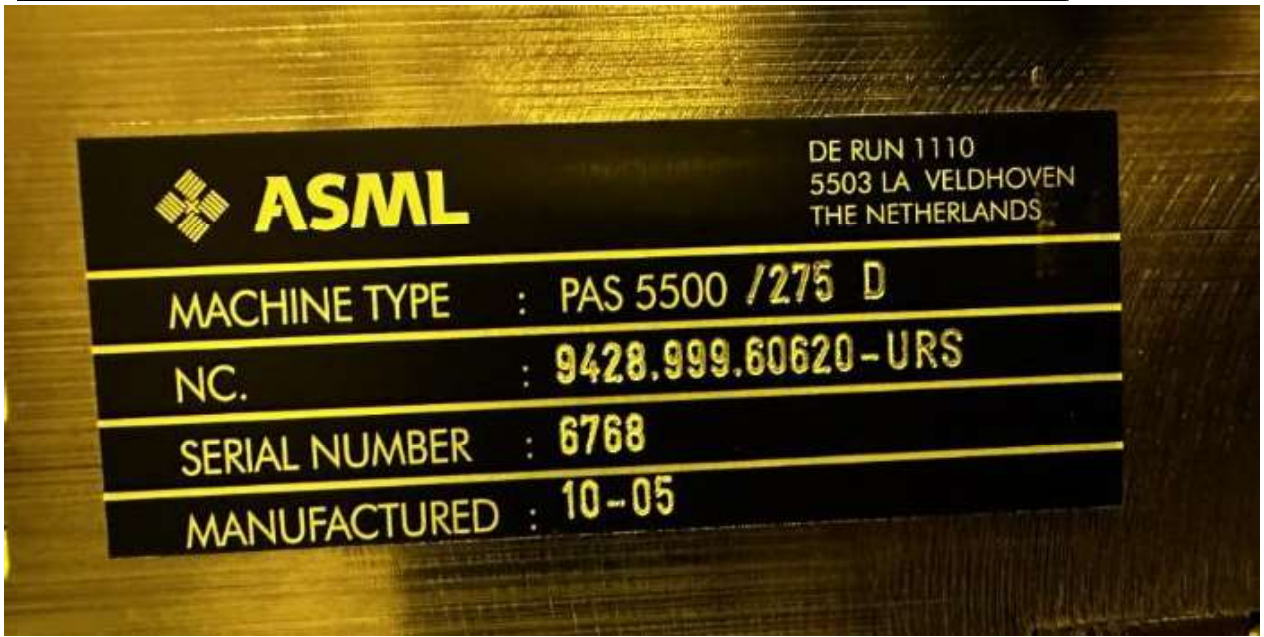 ASML
DE RUN 1110
5503 LA VELDHOVEN
THE NETHERLANDS
MACHINE TYPE : PAS 5500 /275 D
NC. : 9428.999.60620-URS
SERIAL NUMBER : 6768
MANUFACTURED : 10-05